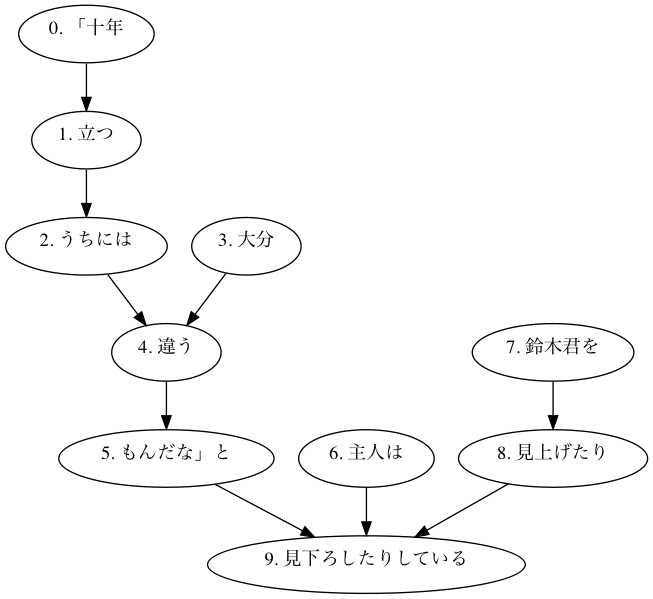 0. 「十年
1. 立つ
2. うちには
3. 大分
4. 違う
7. 鈴木君を
5. もんだな」と
6. 主人は
8. 見上げたり
9. 見下ろしたりしている